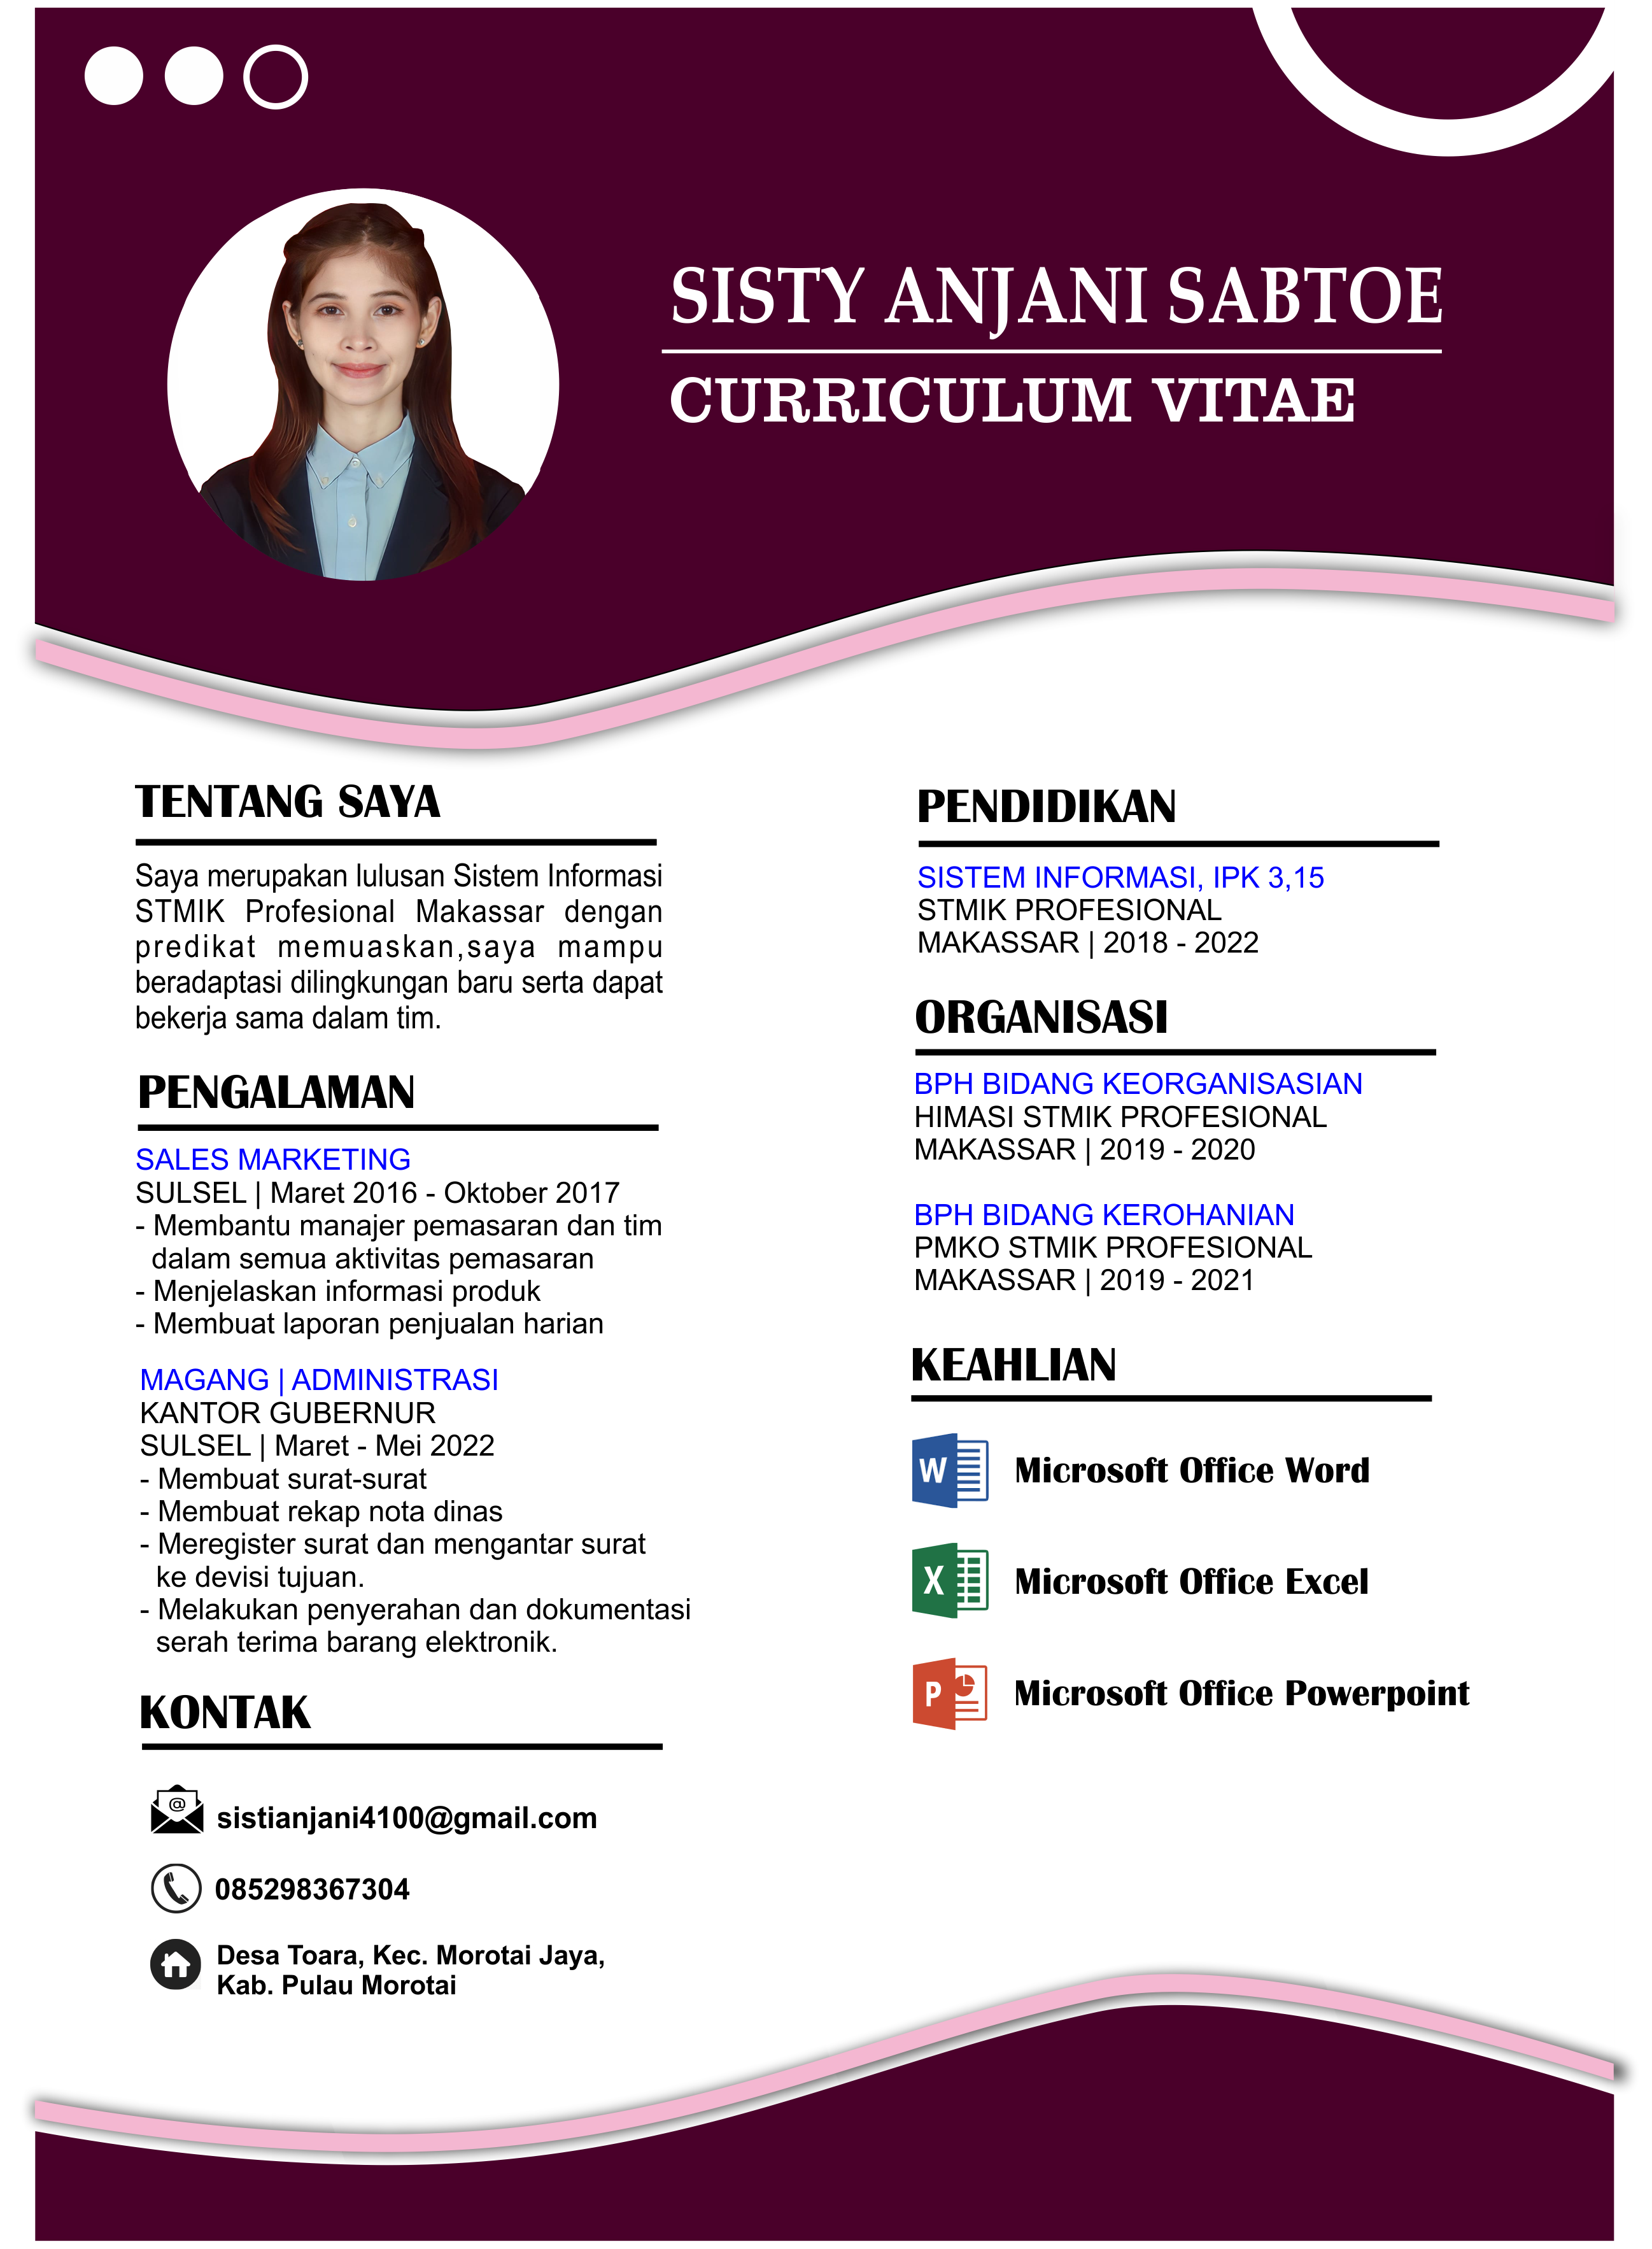 SISTY ANJANI SABTOE
CURRICULUM VITAE
TENTANG SAYA
Saya merupakan lulusan Sistem Informasi
STMIK Profesional Makassar dengan
predikat memuaskan,saya mampu
beradaptasi dilingkungan baru serta dapat
bekerja sama dalam tim.
PENGALAMAN
SALES MARKETING
SULSEL | Maret 2016 - Oktober 2017
- Membantu manajer pemasaran dan tim
dalam semua aktivitas pemasaran
- Menjelaskan informasi produk
- Membuat laporan penjualan harian
MAGANG | ADMINISTRASI
KANTOR GUBERNUR
SULSEL | Maret - Mei 2022
- Membuat surat-surat
- Membuat rekap nota dinas
- Meregister surat dan mengantar surat
ke devisi tujuan.
- Melakukan penyerahan dan dokumentasi
serah terima barang elektronik.
KONTAK
@
sistianjani4100@gmail.com
085298367304
Desa Toara, Kec. Morotai Jaya,
Kab. Pulau Morotai
PENDIDIKAN
SISTEM INFORMASI, IPK 3,15
STMIK PROFESIONAL
MAKASSAR | 2018 - 2022
ORGANISASI
BPH BIDANG KEORGANISASIAN
HIMASI STMIK PROFESIONAL
MAKASSAR | 2019 - 2020
BPH BIDANG KEROHANIAN
PMKO STMIK PROFESIONAL
MAKASSAR | 2019 - 2021
KEAHLIAN
W Microsoft Office Word
X Microsoft Office Excel
P Microsoft Office Powerpoint